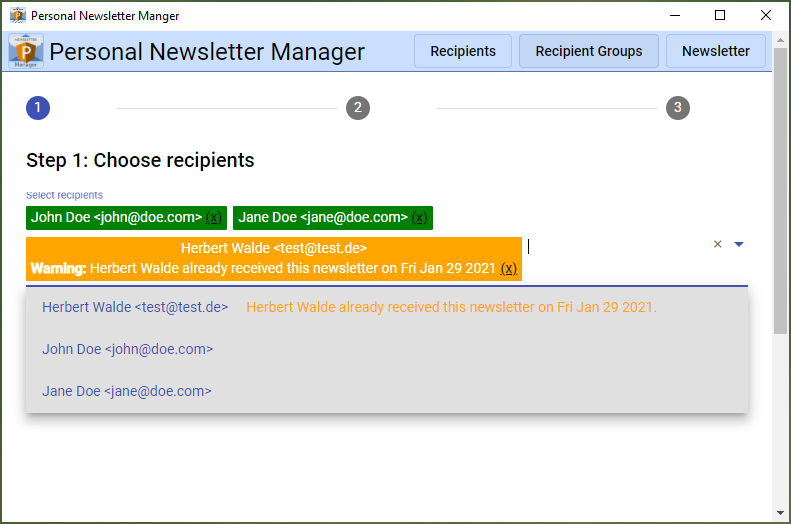 Personal Newsletter Manger
Manager
Personal Newsletter Manager
Recipients
Recipient Groups
Newsletter
1
2
3
Step 1: Choose recipients
Select recipients
John Doe <john@doe.com> (x) Jane Doe <jane@doe.com> (x)
Herbert Walde <test@test.de>
Warning: Herbert Walde already received this newsletter on Fri Jan 29 2021 (x)
Herbert Walde <test@test.de> Herbert Walde already received this newsletter on Fri Jan 29 2021.
John Doe <john@doe.com>
Jane Doe <jane@doe.com>